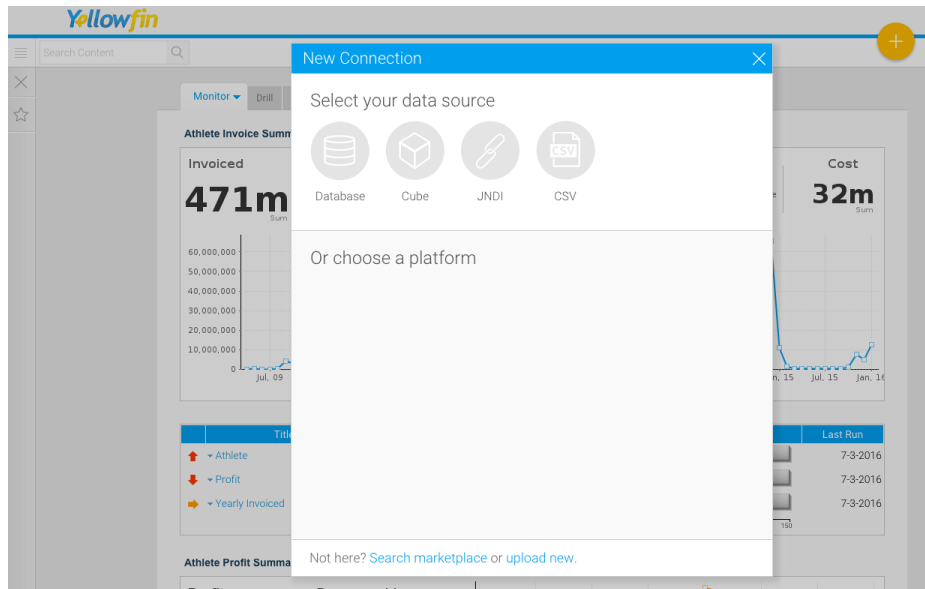 Yellowfin
Search Content
+
New Connection
Monitor
Drill
Select your data source
Athlete Invoice Summ
Invoiced
Cost
471m
32m
Sum
Sum
Database
Cube
JNDI
CSV
CSV
Or choose a platform
60,000,000
50,000,000
40,000,000
30,000,000
20,000,000
10,000,000
0
Jul, 09
n, 15
Jul, 15
Jan, 16
Title
Last Run
Athlete
7-3-2016
Profit
7-3-2016
Yearly Invoiced
7-3-2016
150
Not here? Search marketplace or upload new.
Athlete Profit Summa